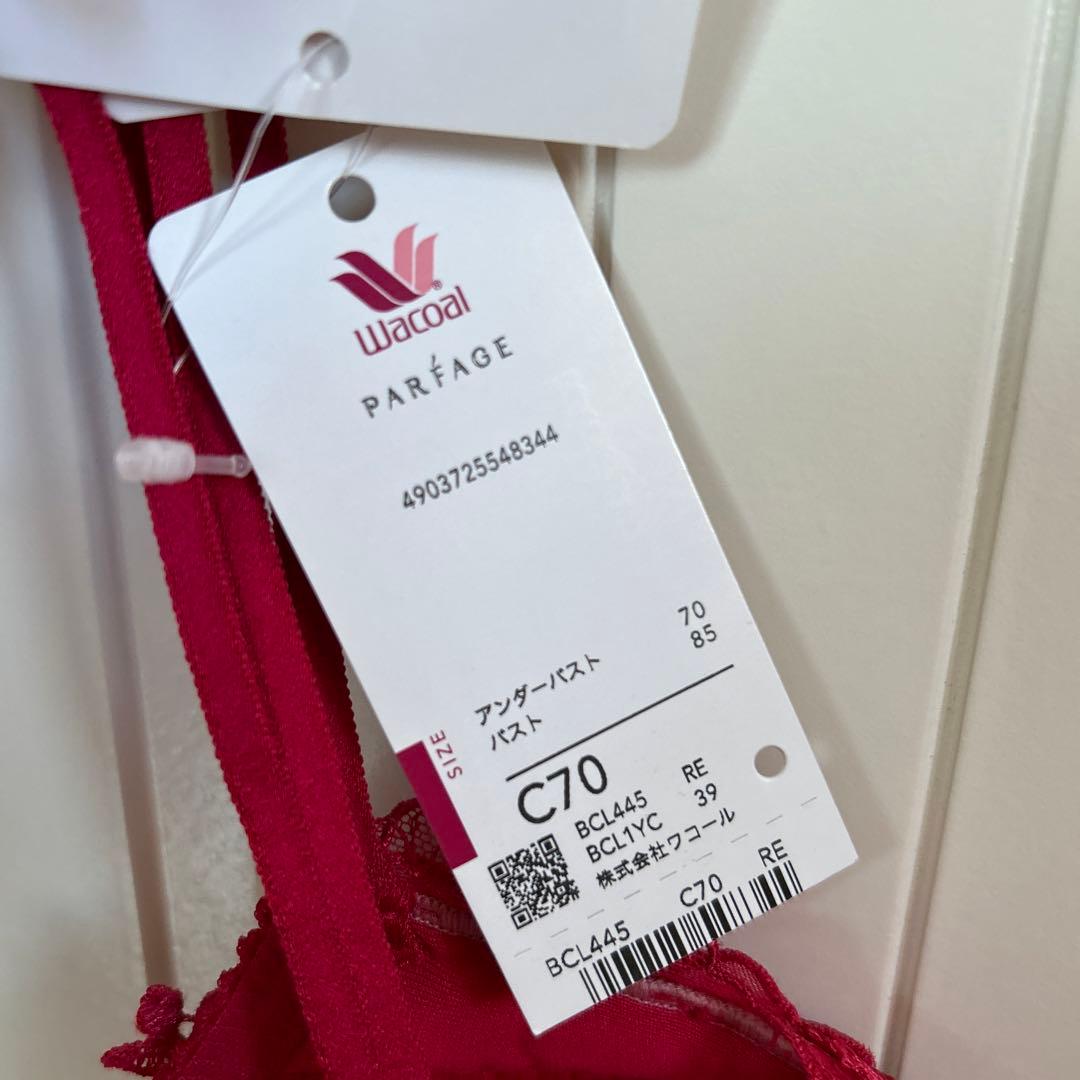 Wacoal®
PARFAGE
4903725548344
アンダーバスト 70
バスト 85
SIZE
C70
BCL445 RE
BCL1YC 39
株式会社ワコール
BCL445 C70 RE